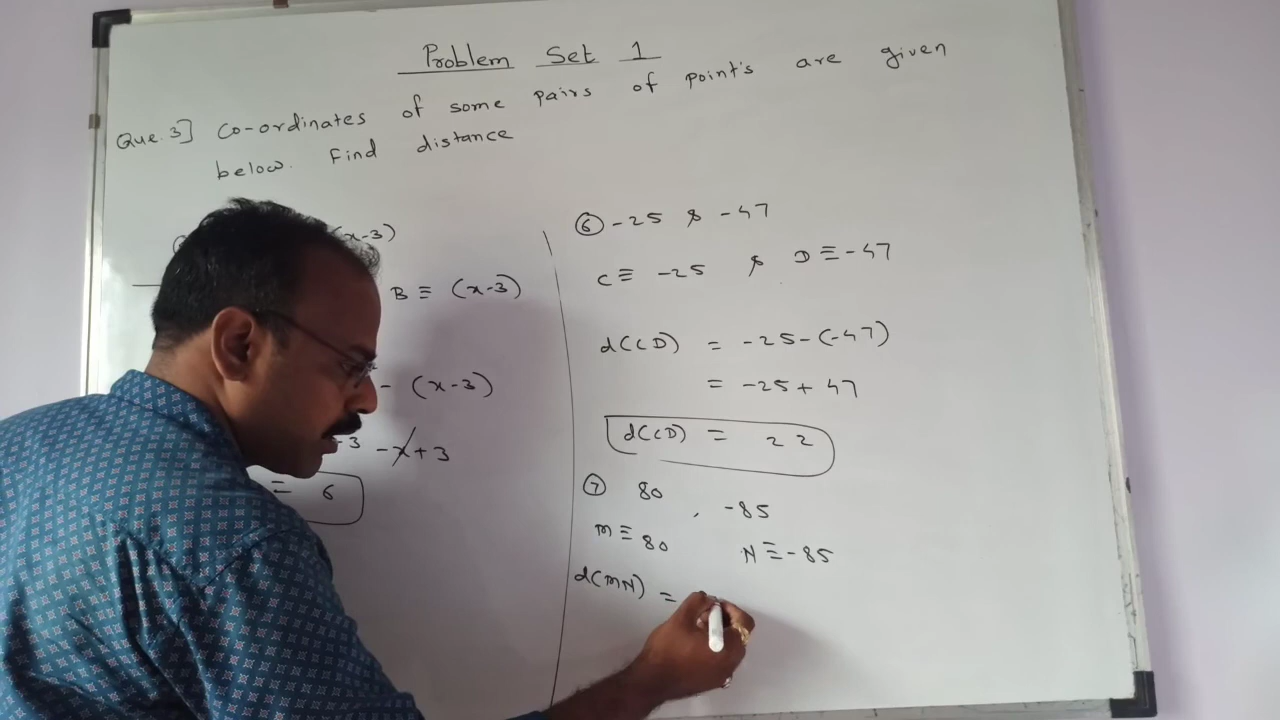 Problem Set 1
Que. 3] Co-ordinates of some pairs of point's are given
below. Find distance
(x-3)
B ≡ (x-3)
- (x-3)
-3 -x+3
= 6
⑥ -25 & -47
C ≡ -25 & D ≡ -47
d(CD) = -25-(-47)
= -25 + 47
d(CD) = 22
⑦ 80 , -85
M ≡ 80 N ≡ -85
d(MN) =